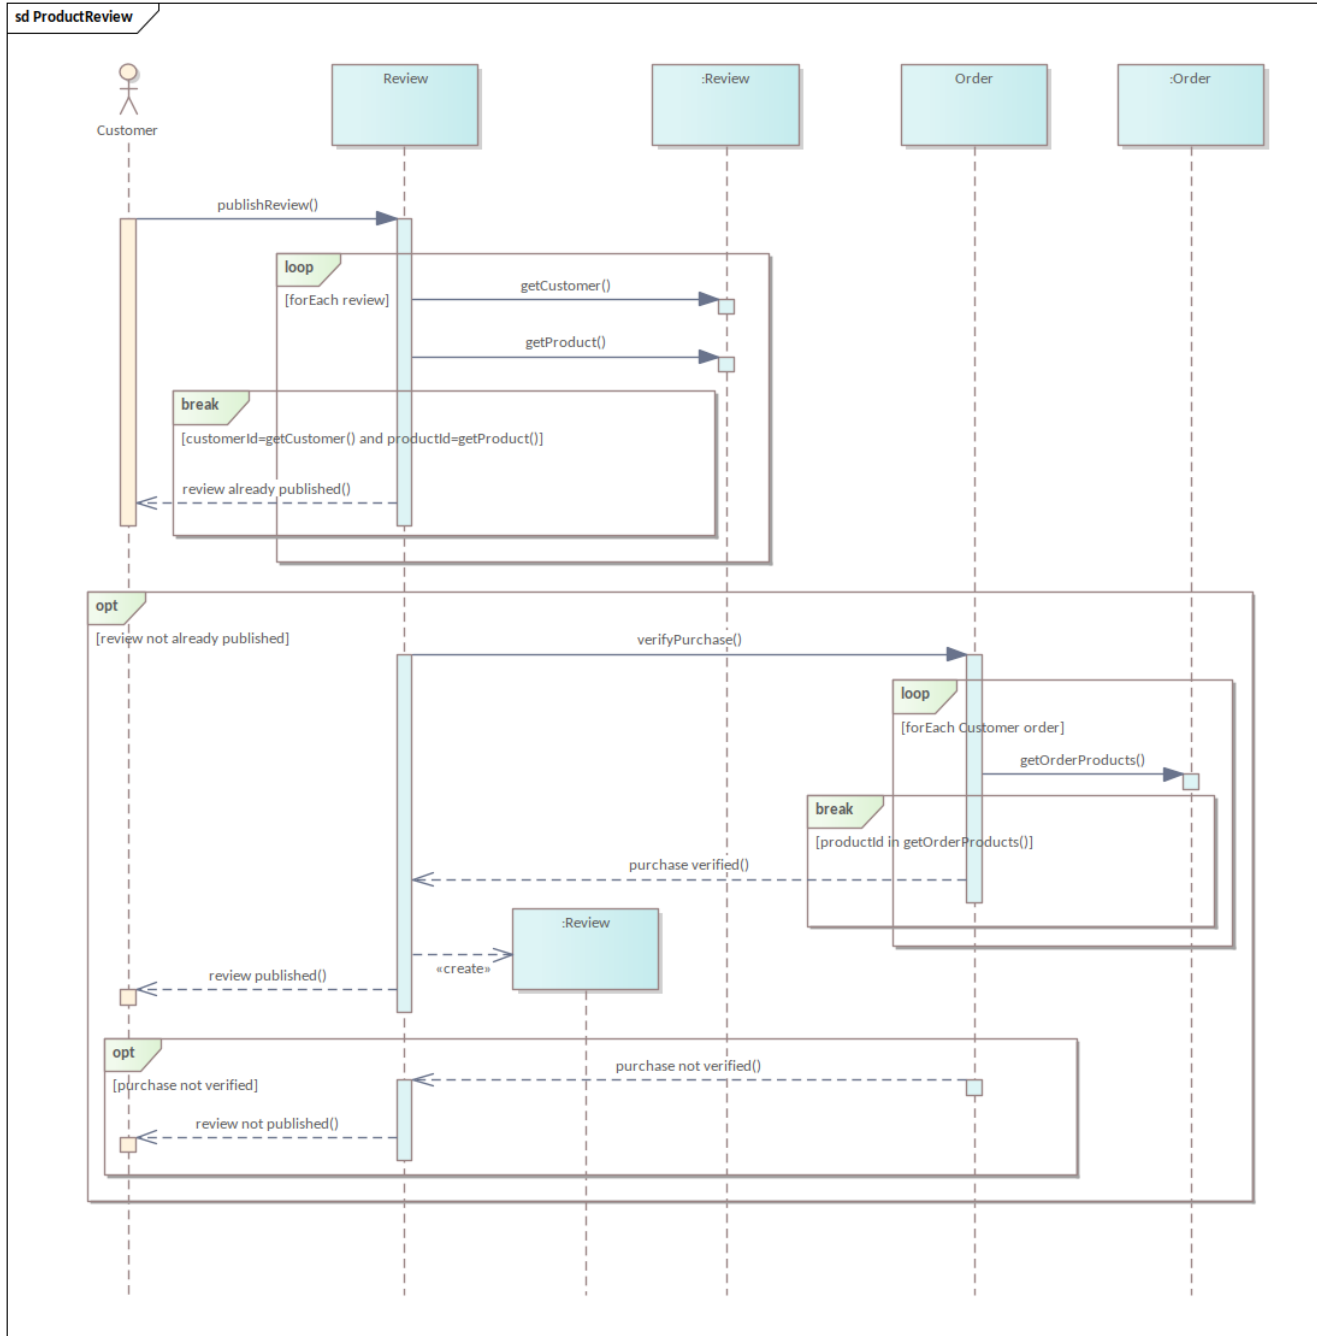 sd ProductReview
Customer
Review
:Review
Order
:Order
publishReview()
loop
[forEach review]
getCustomer()
getProduct()
break
[customerId=getCustomer() and productId=getProduct()]
review already published()
opt
[review not already published]
verifyPurchase()
loop
[forEach Customer order]
getOrderProducts()
break
[productId in getOrderProducts()]
purchase verified()
:Review
«create»
review published()
opt
[purchase not verified]
purchase not verified()
review not published()